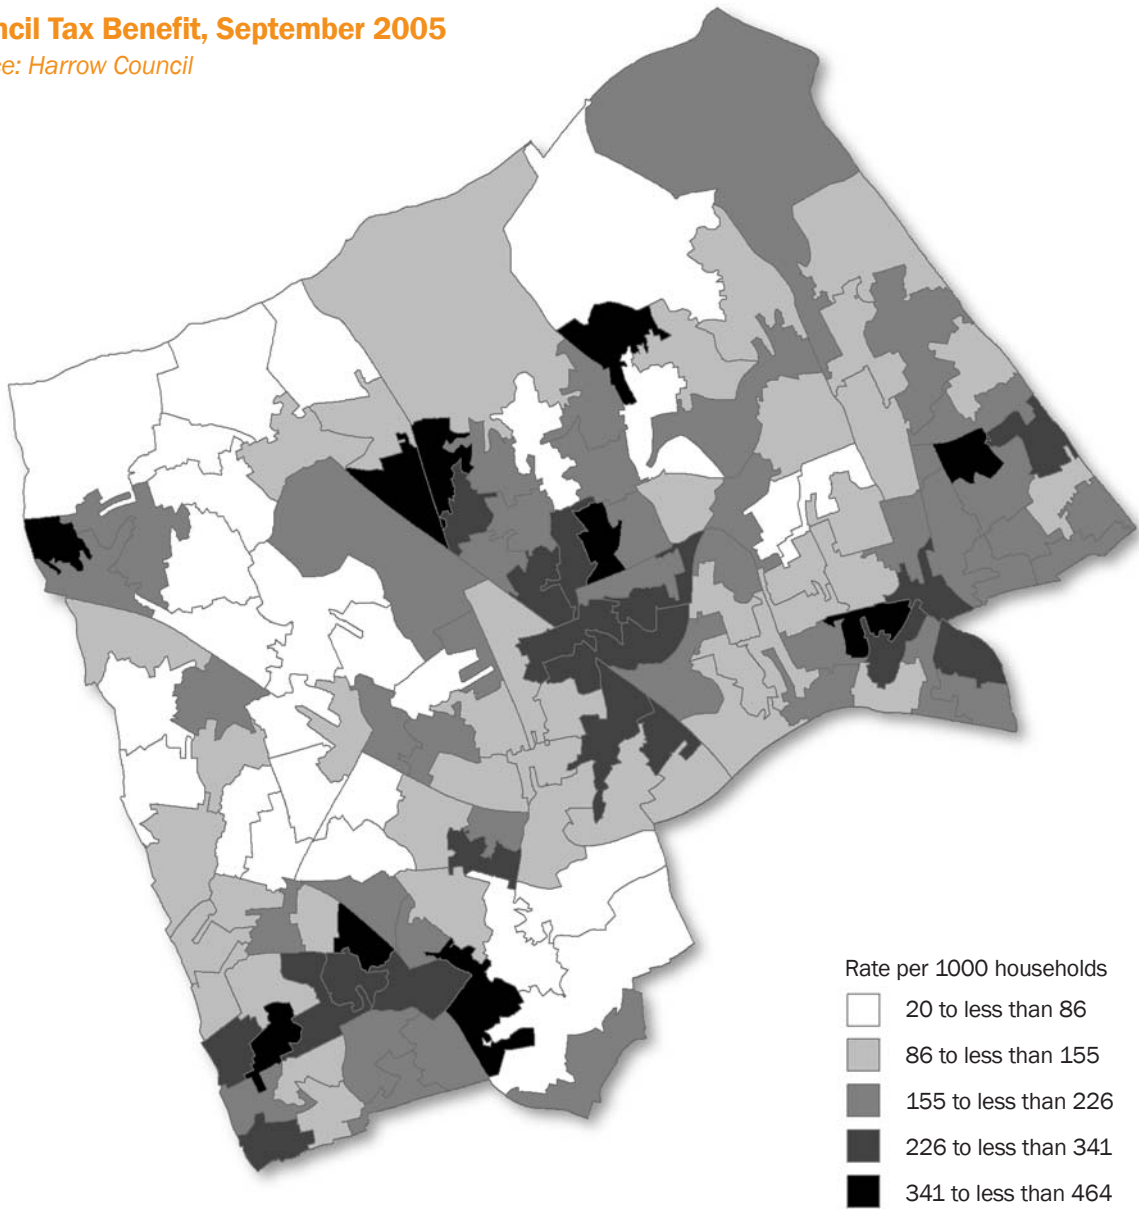 ncil Tax Benefit, September 2005
ce: Harrow Council
Rate per 1000 households
20 to less than 86
86 to less than 155
155 to less than 226
226 to less than 341
341 to less than 464